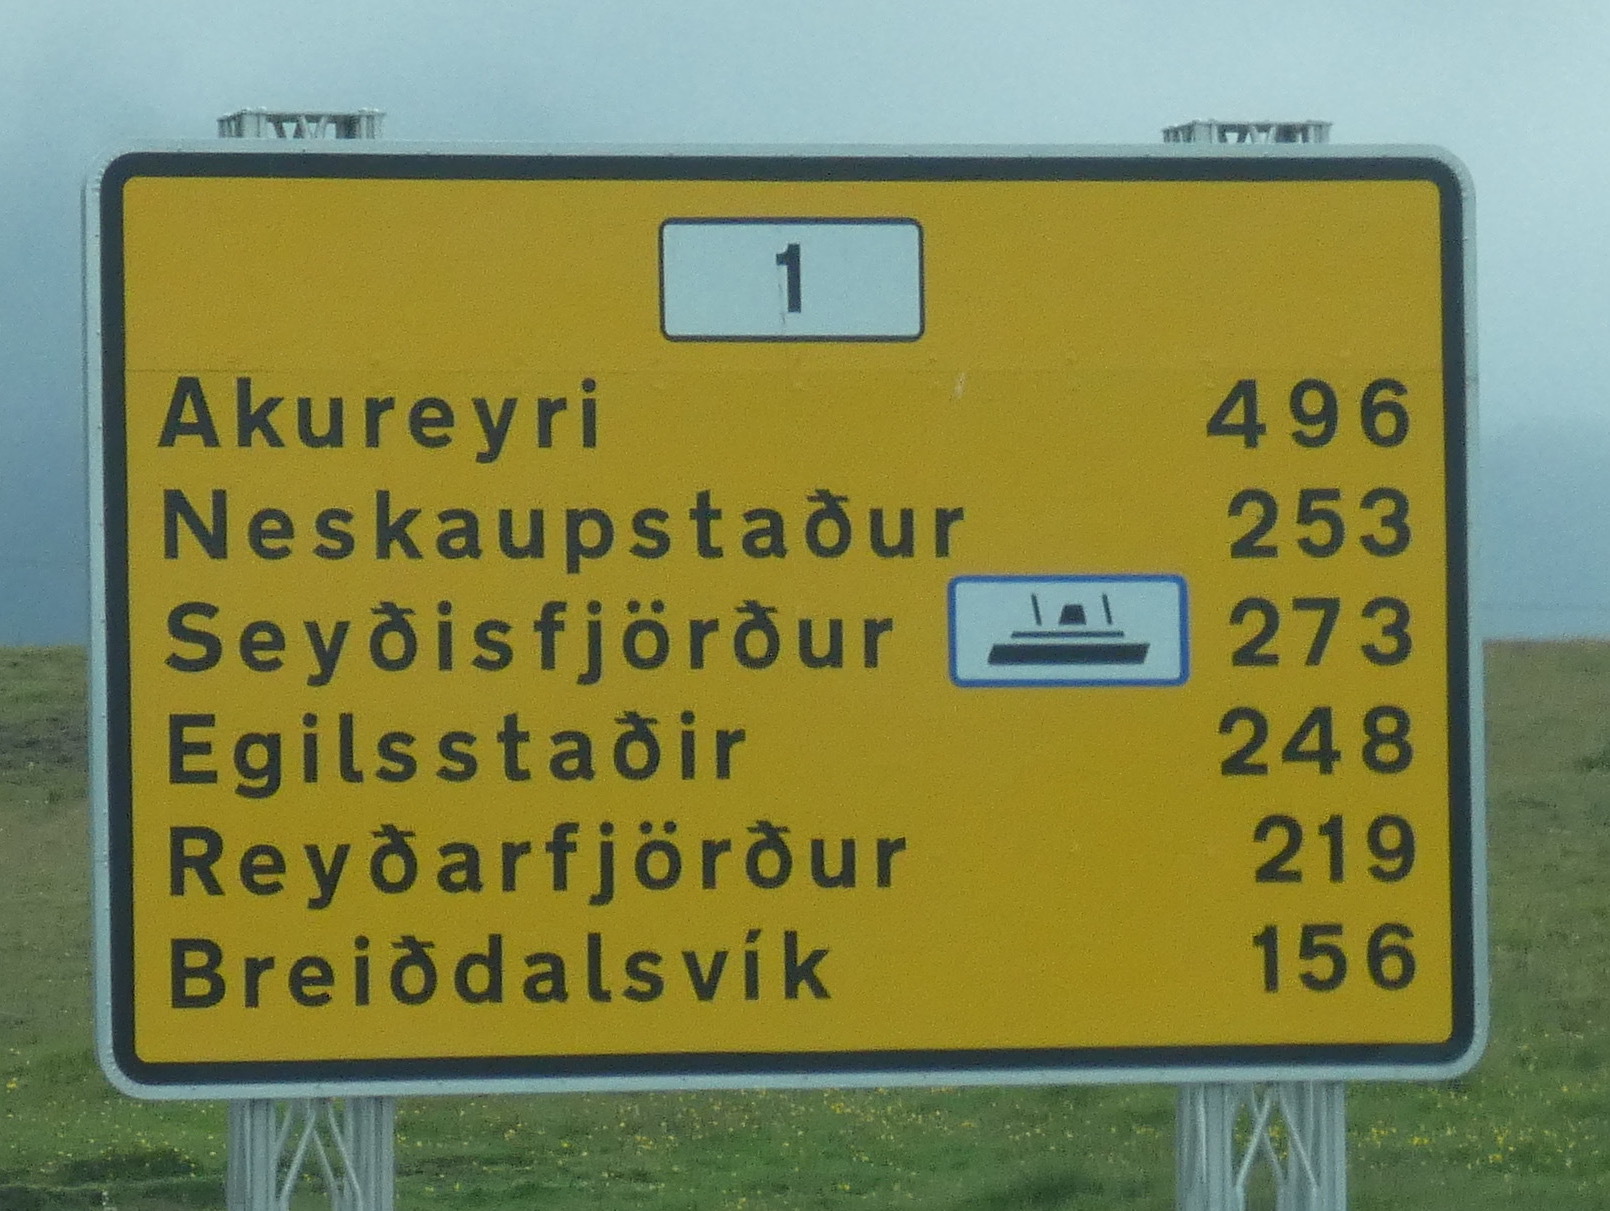 1
Akureyri 496
Neskaupstaður 253
Seyðisfjörður 273
Egilsstaðir 248
Reyðarfjörður 219
Breiðdalsvík 156